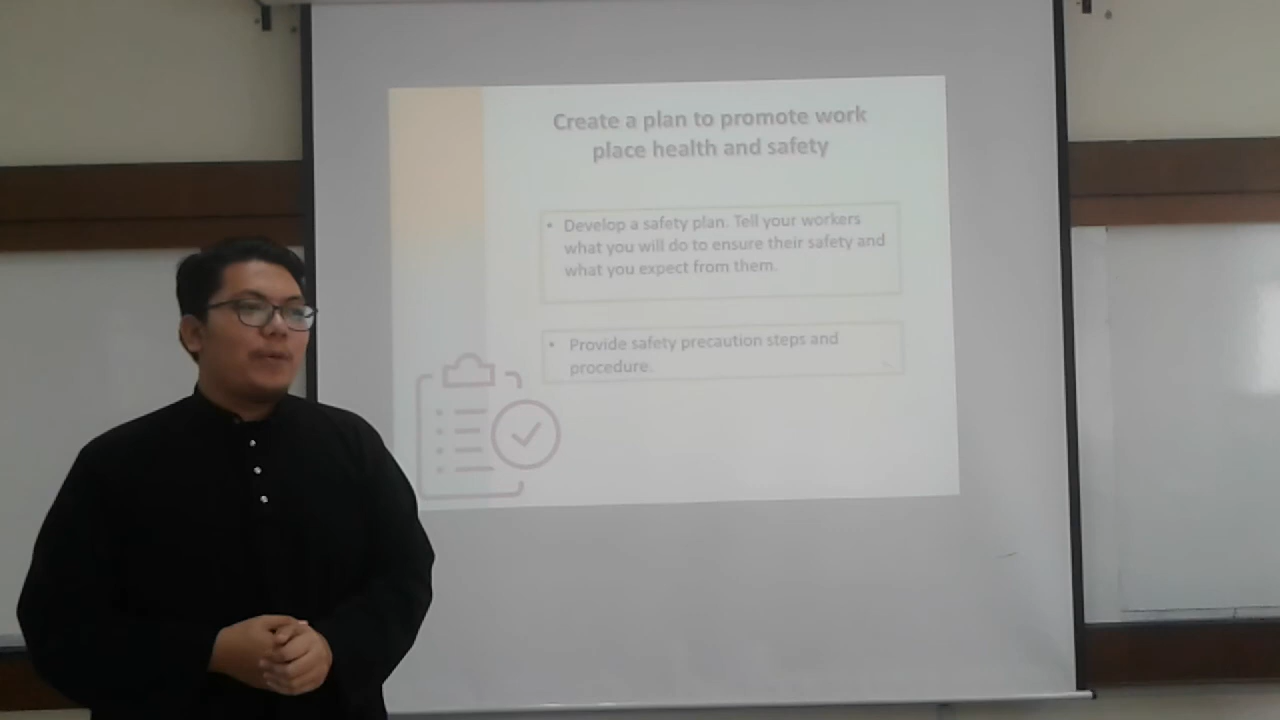 Create a plan to promote work
place health and safety
• Develop a safety plan. Tell your workers
what you will do to ensure their safety and
what you expect from them.
• Provide safety precaution steps and
procedure.